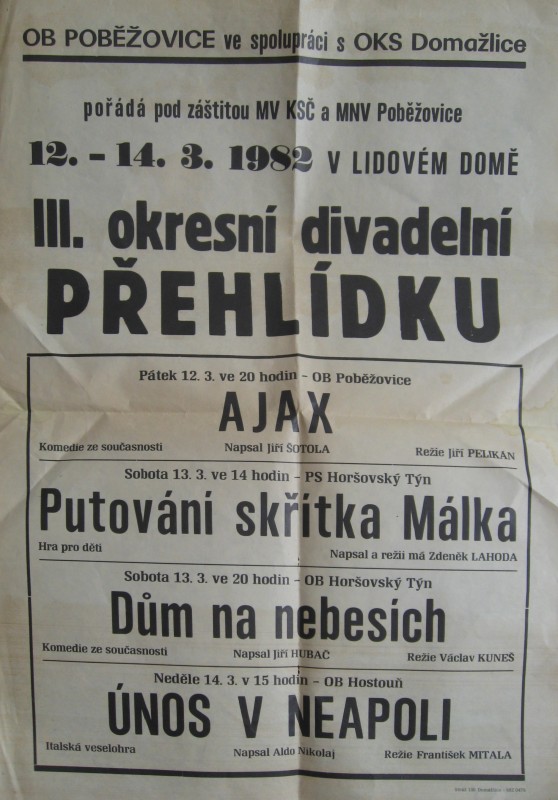 OB POBĚŽOVICE ve spolupráci s OKS Domažlice
pořádá pod záštitou MV KSČ a MNV Poběžovice
12. – 14. 3. 1982 V LIDOVÉM DOMĚ
III. okresní divadelní
PŘEHLÍDKU
Pátek 12. 3. ve 20 hodin – OB Poběžovice
AJAX
Komedie ze současnosti Napsal Jiří ŠOTOLA Režie Jiří PELIKÁN
Sobota 13. 3. ve 14 hodin – PS Horšovský Týn
Putování skřítka Málka
Hra pro děti Napsal a režii má Zdeněk LAHODA
Sobota 13. 3. ve 20 hodin – OB Horšovský Týn
Dům na nebesích
Komedie ze současnosti Napsal Jiří HUBAČ Režie Václav KUNEŠ
Neděle 14. 3. v 15 hodin – OB Hostouň
ÚNOS V NEAPOLI
Italská veselohra Napsal Aldo Nikolaj Režie František MITALA